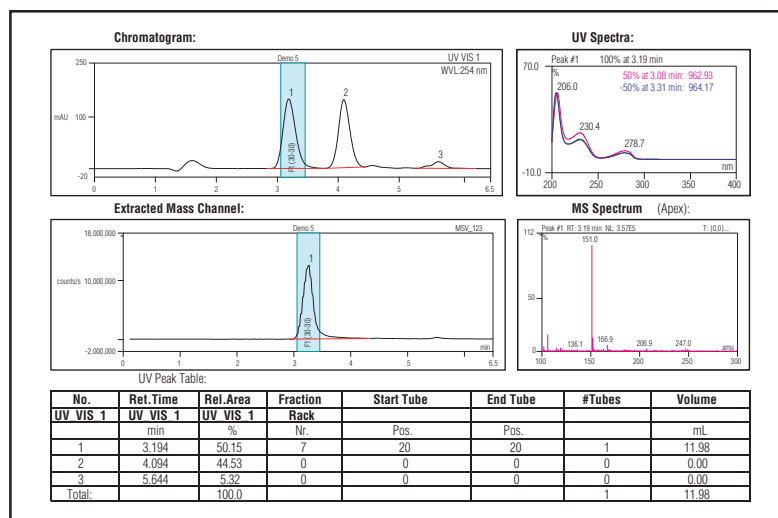 Chromatogram:
UV Spectra:
Demo 5
UV VIS 1
WVL:254 nm
250
mAU
100
-20
1
2
3
F1 (30-30)
0 1 2 3 4 5 6.5
70.0
%
Peak #1 100% at 3.19 min
50% at 3.08 min: 962.93
-50% at 3.31 min: 964.17
206.0
230.4
278.7
-10.0
nm
200 250 300 350 400
Extracted Mass Channel:
MS Spectrum (Apex):
Demo 5
MSV_123
18,000,000
10,000,000
counts/s
-2,000,000
1
F1 (30-30)
min
0 1 2 3 4 5 6.5
112
%
Peak #1 RT: 3.19 min NL: 3.57E5 T: [0,0]...
151.0
50
0
136.1
166.9
206.9
247.0
amu
100 150 200 250 300
UV Peak Table:
No. Ret.Time Rel.Area Fraction Start Tube End Tube #Tubes Volume
UV_VIS_1 UV_VIS_1 UV_VIS_1 Rack
min % Nr. Pos. Pos. mL
1 3.194 50.15 7 20 20 1 11.98
2 4.094 44.53 0 0 0 0 0.00
3 5.644 5.32 0 0 0 0 0.00
Total: 100.0 1 11.98